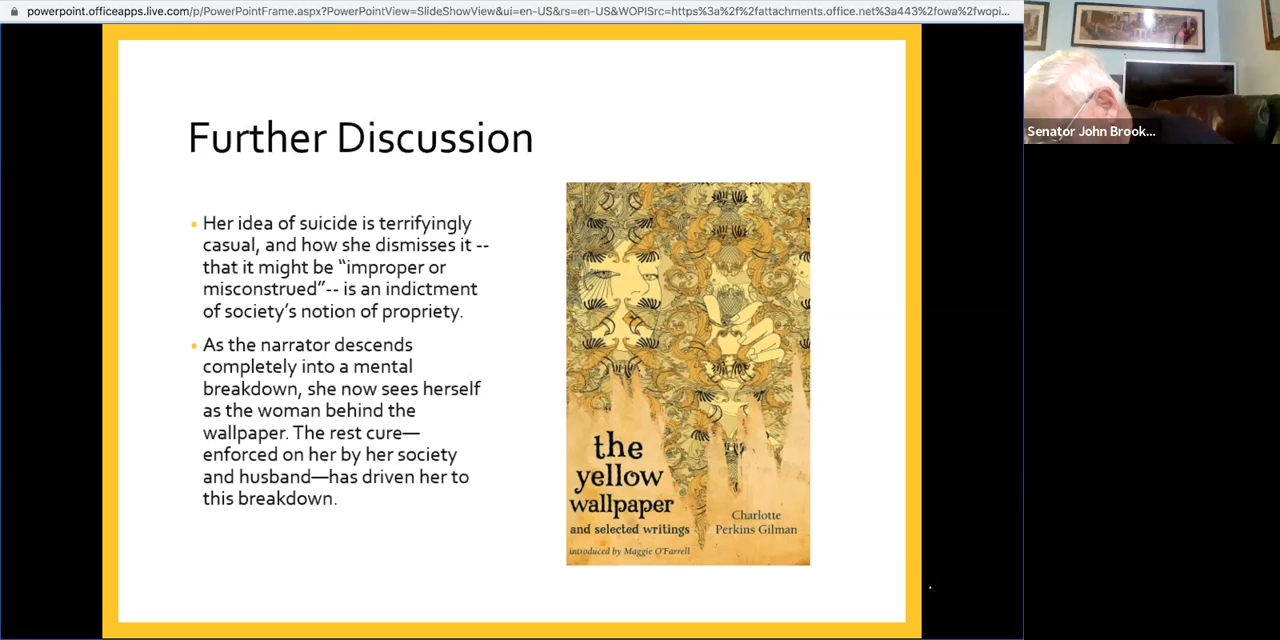 powerpoint.officeapps.live.com/p/PowerPointFrame.aspx?PowerPointView=SlideShowView&ui=en-US&rs=en-US&WOPISrc=https%3a%2f%2fattachments.office.net%3a443%2fowa%2fwopi...
Senator John Brook...
Further Discussion
Her idea of suicide is terrifyingly
casual, and how she dismisses it --
that it might be “improper or
misconstrued”-- is an indictment
of society’s notion of propriety.
As the narrator descends
completely into a mental
breakdown, she now sees herself
as the woman behind the
wallpaper. The rest cure—
enforced on her by her society
and husband—has driven her to
this breakdown.
the
yellow
wallpaper
and selected writings
introduced by Maggie O'Farrell
Charlotte
Perkins Gilman